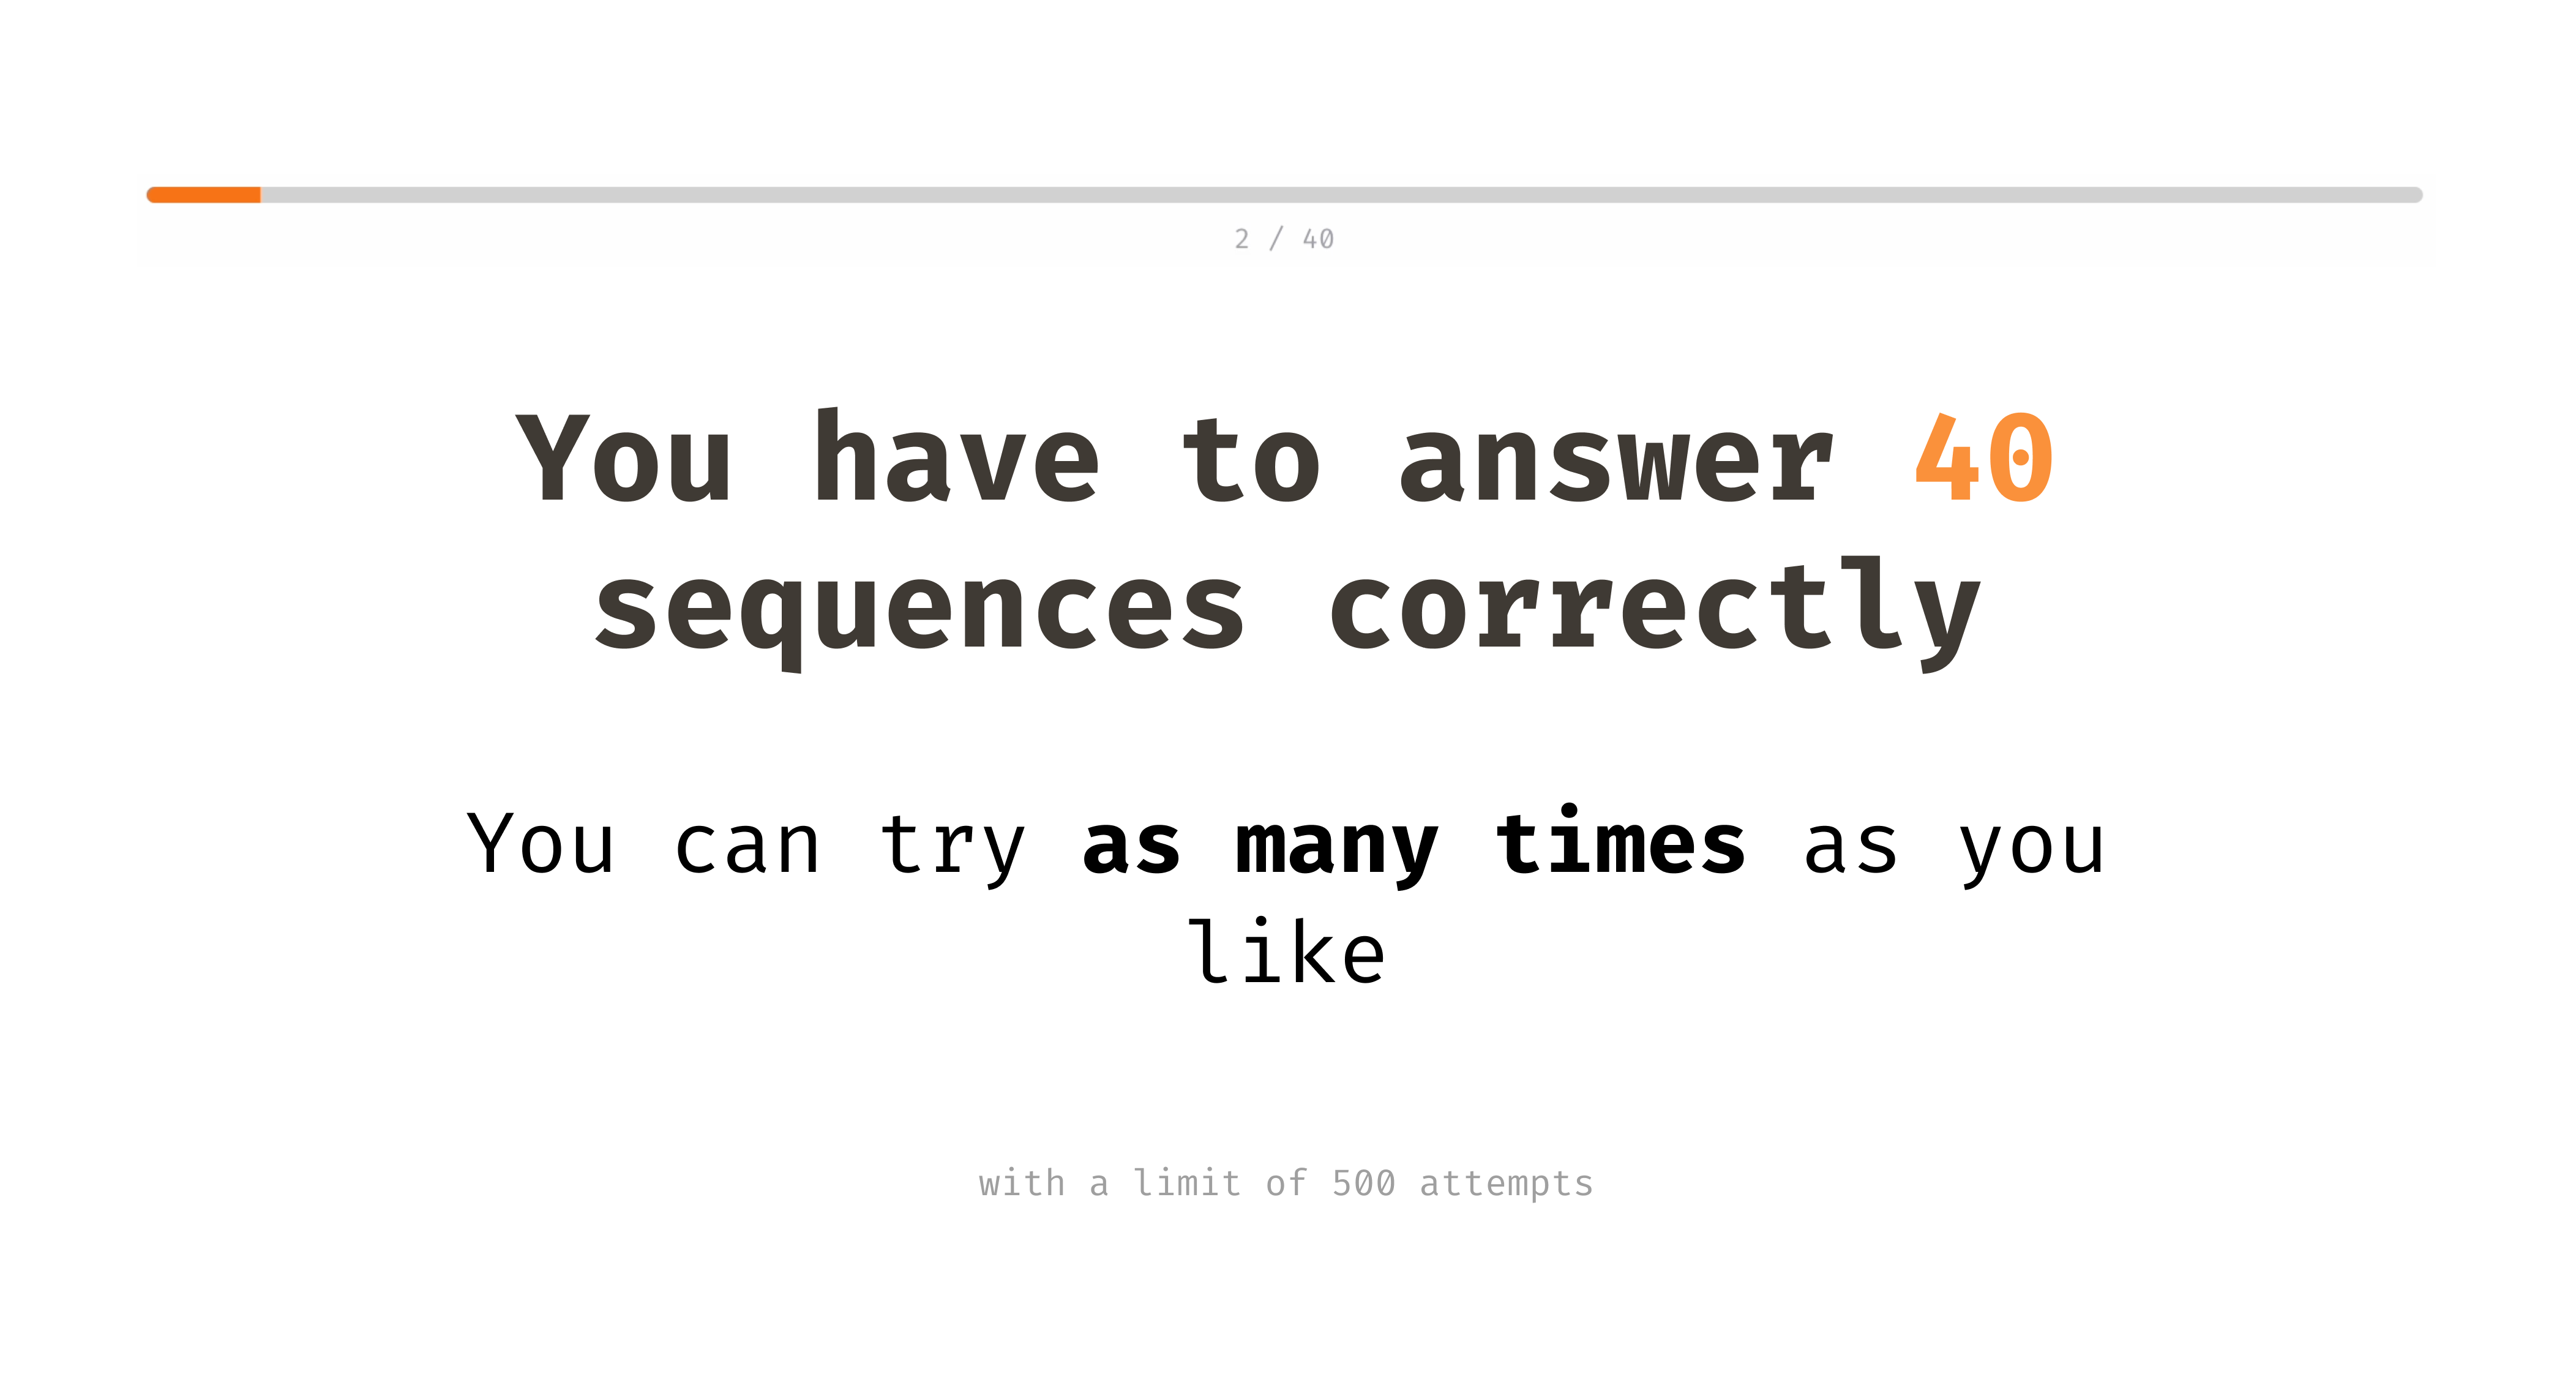 2 / 40
You have to answer 40
sequences correctly
You can try as many times as you
like
with a limit of 500 attempts